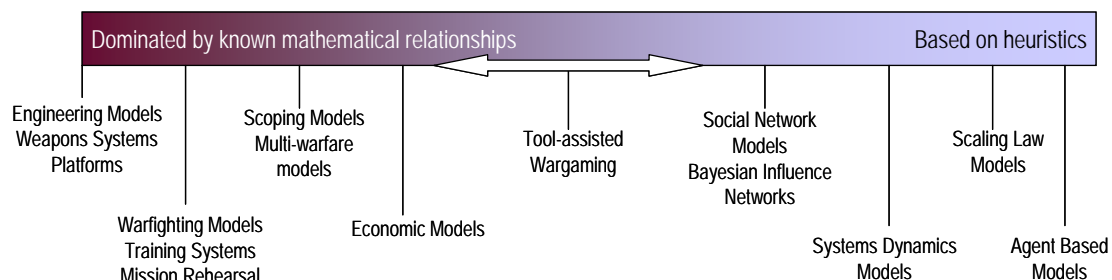 Dominated by known mathematical relationships
Based on heuristics
Engineering Models
Weapons Systems
Platforms
Warfighting Models
Training Systems
Mission Rehearsal
Scoping Models
Multi-warfare
models
Economic Models
Tool-assisted
Wargaming
Social Network
Models
Bayesian Influence
Networks
Systems Dynamics
Models
Scaling Law
Models
Agent Based
Models